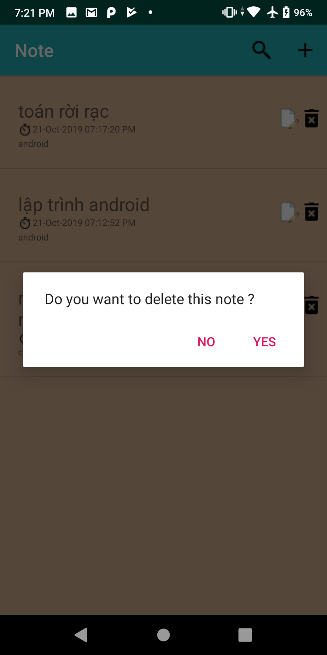 7:21 PM
96%
Note
toán rời rạc
21-Oct-2019 07:17:20 PM
android
lập trình android
21-Oct-2019 07:12:52 PM
android
Do you want to delete this note ?
NO
YES